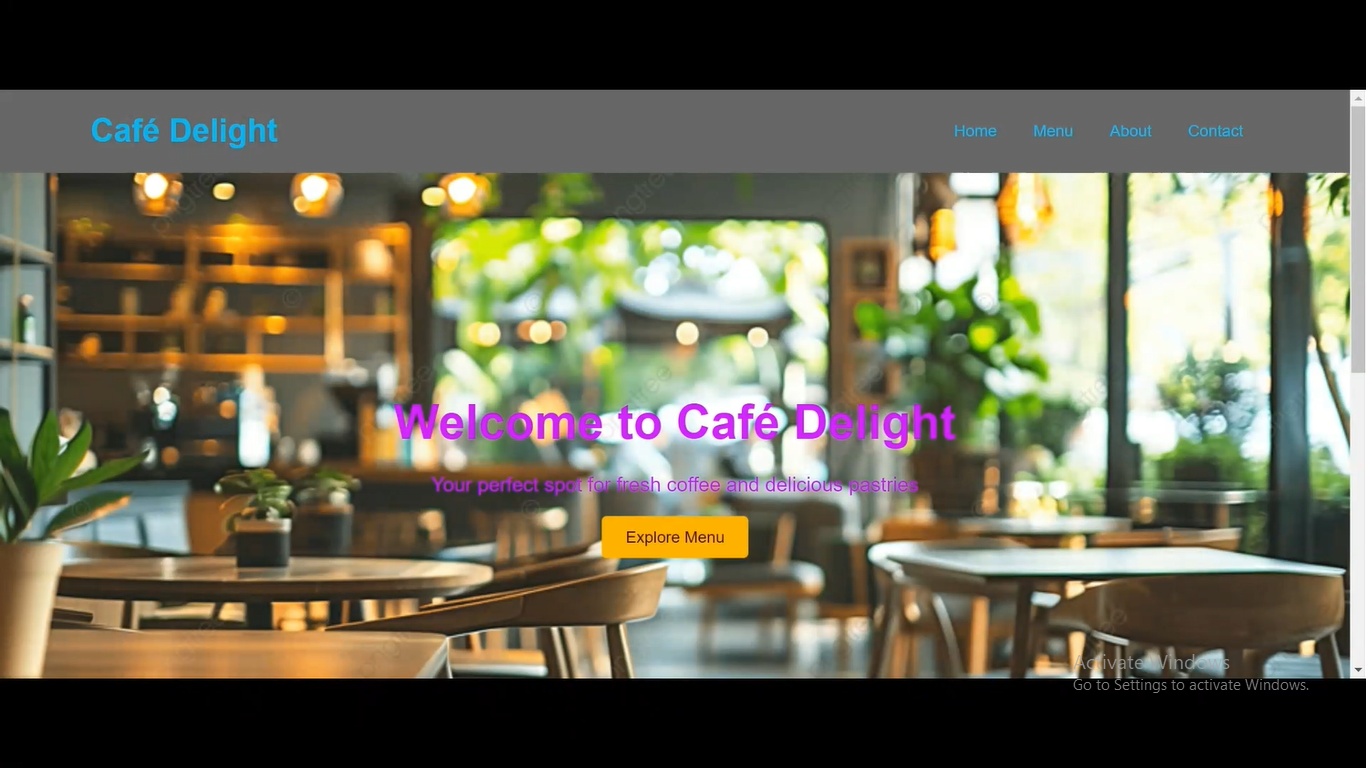 Café Delight
Home Menu About Contact
Welcome to Café Delight
Your perfect spot for fresh coffee and delicious pastries
Explore Menu
Activate Windows
Go to Settings to activate Windows.
pngtree